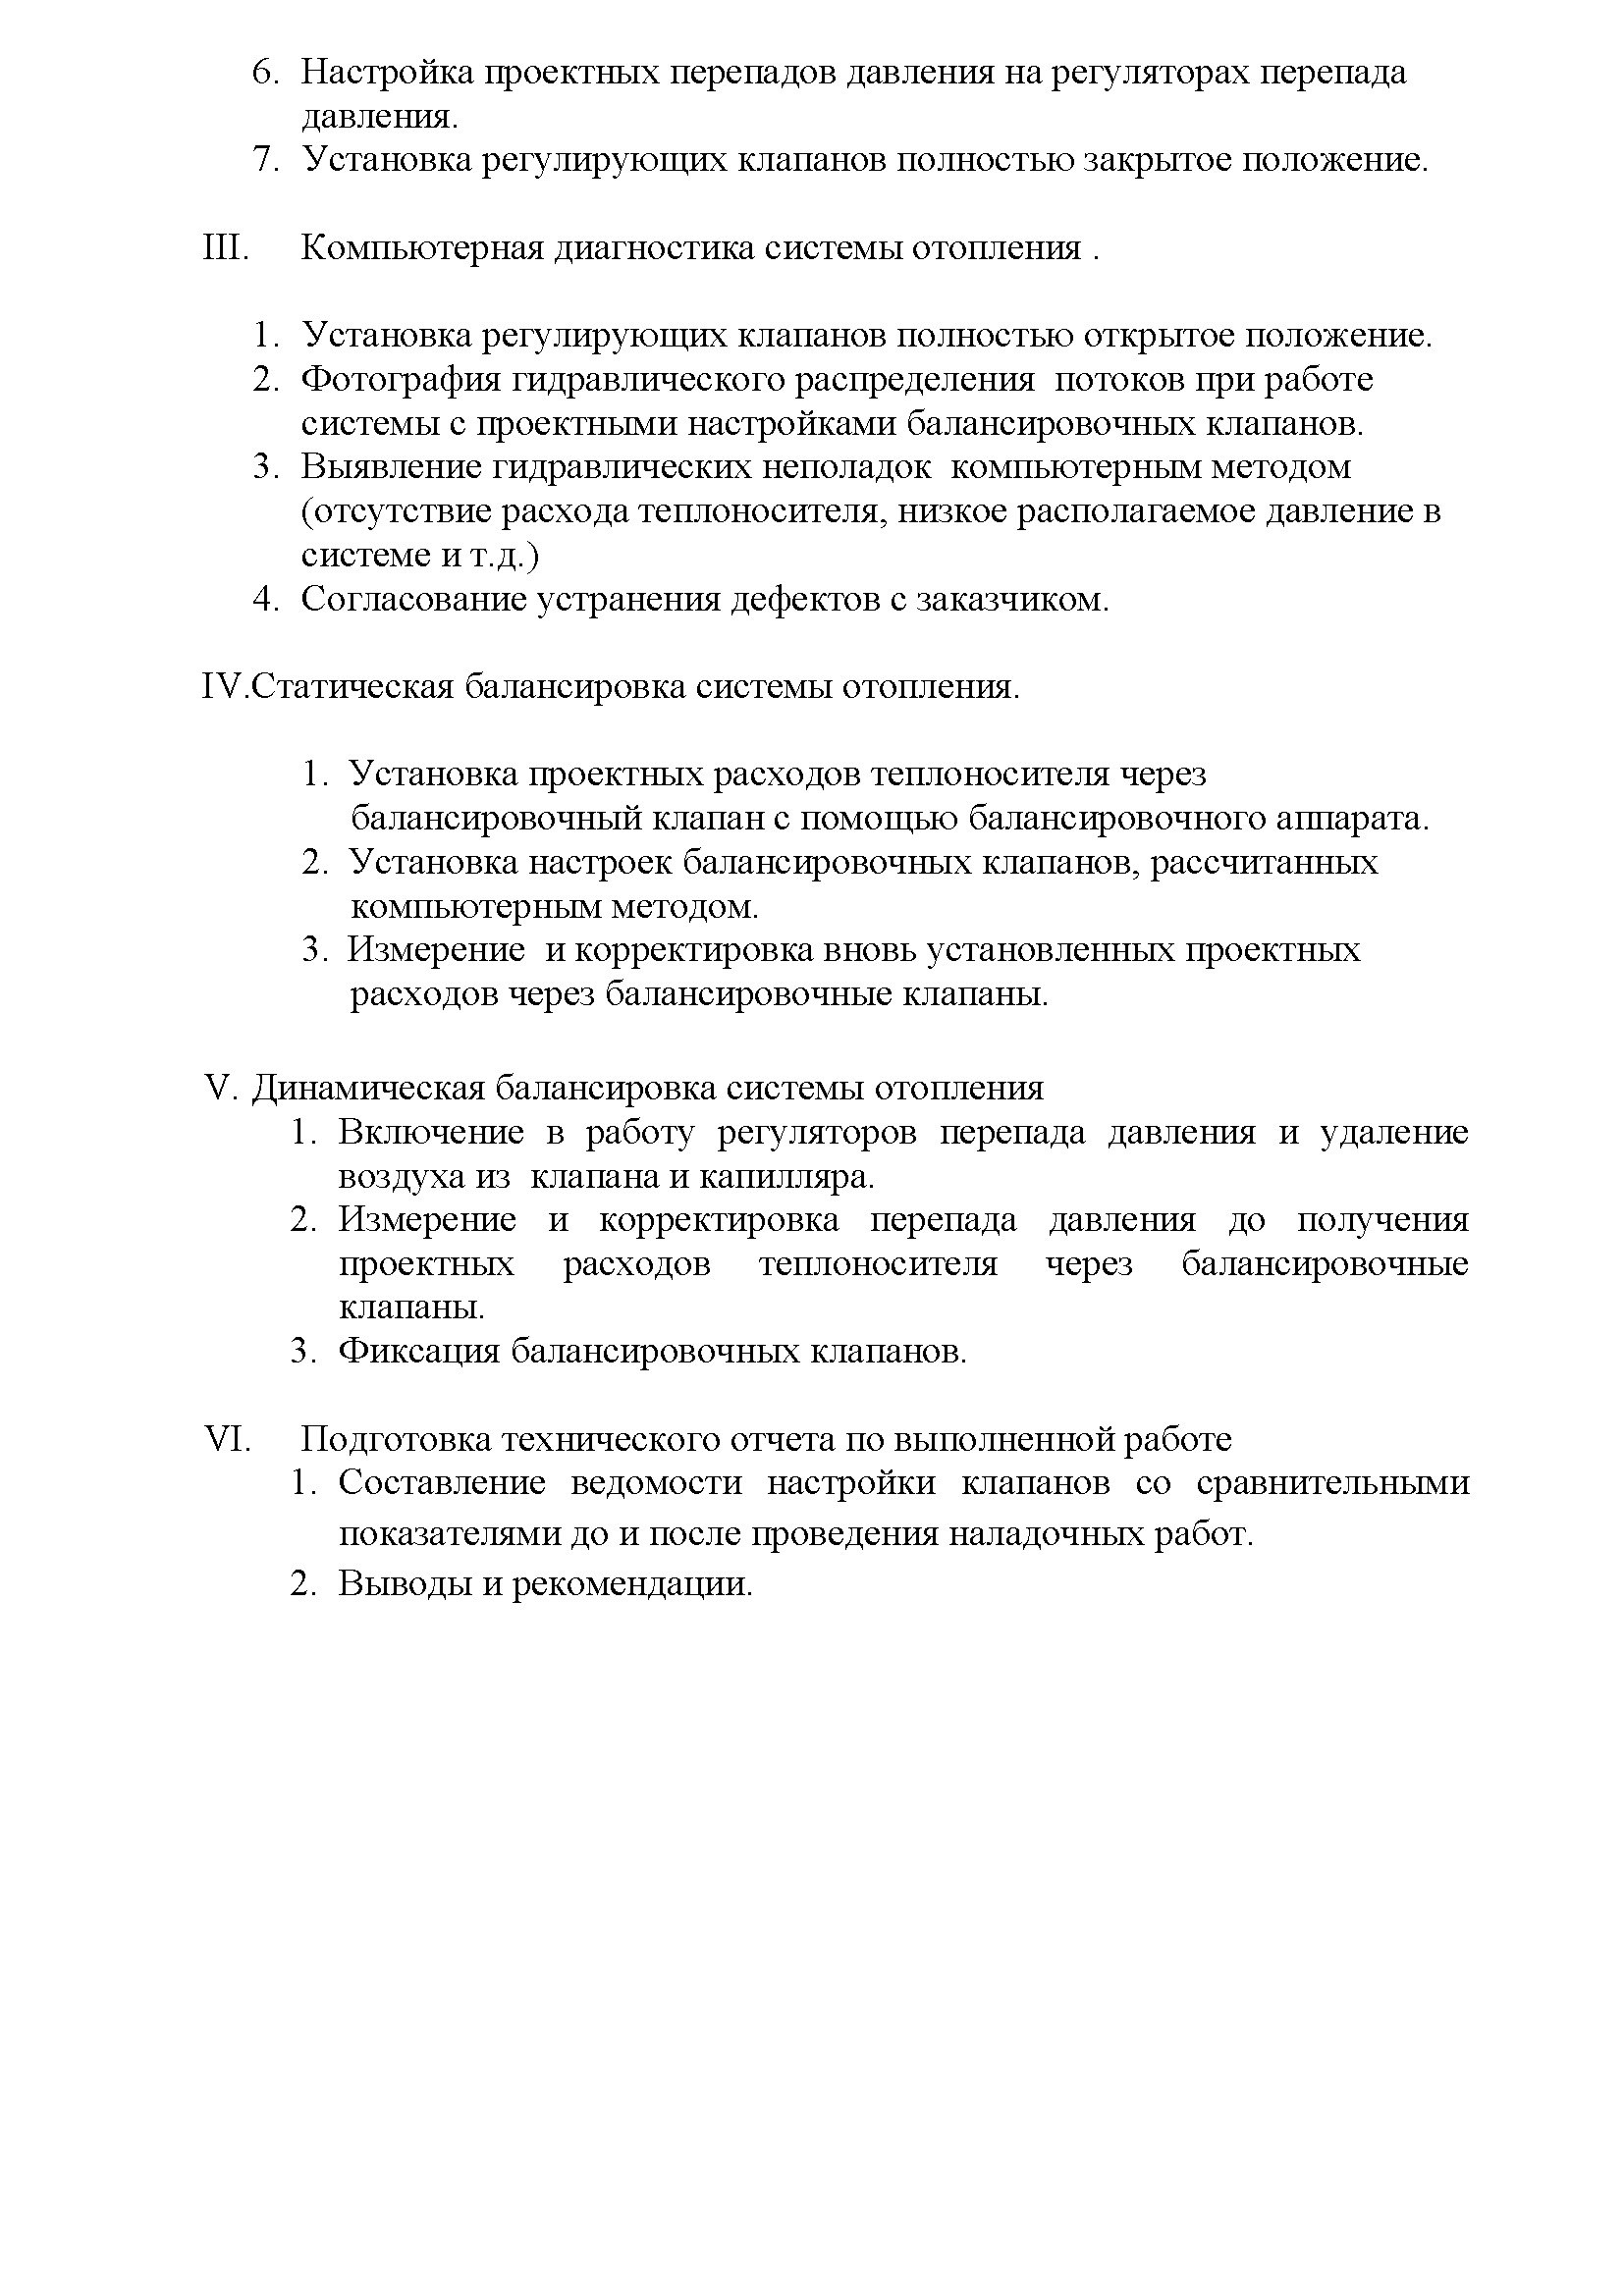 6. Настройка проектных перепадов давления на регуляторах перепада
давления.
7. Установка регулирующих клапанов полностью закрытое положение.
III. Компьютерная диагностика системы отопления .
1. Установка регулирующих клапанов полностью открытое положение.
2. Фотография гидравлического распределения потоков при работе
системы с проектными настройками балансировочных клапанов.
3. Выявление гидравлических неполадок компьютерным методом
(отсутствие расхода теплоносителя, низкое располагаемое давление в
системе и т.д.)
4. Согласование устранения дефектов с заказчиком.
IV.Статическая балансировка системы отопления.
1. Установка проектных расходов теплоносителя через
балансировочный клапан с помощью балансировочного аппарата.
2. Установка настроек балансировочных клапанов, рассчитанных
компьютерным методом.
3. Измерение и корректировка вновь установленных проектных
расходов через балансировочные клапаны.
V. Динамическая балансировка системы отопления
1. Включение в работу регуляторов перепада давления и удаление
воздуха из клапана и капилляра.
2. Измерение и корректировка перепада давления до получения
проектных расходов теплоносителя через балансировочные
клапаны.
3. Фиксация балансировочных клапанов.
VI. Подготовка технического отчета по выполненной работе
1. Составление ведомости настройки клапанов со сравнительными
показателями до и после проведения наладочных работ.
2. Выводы и рекомендации.